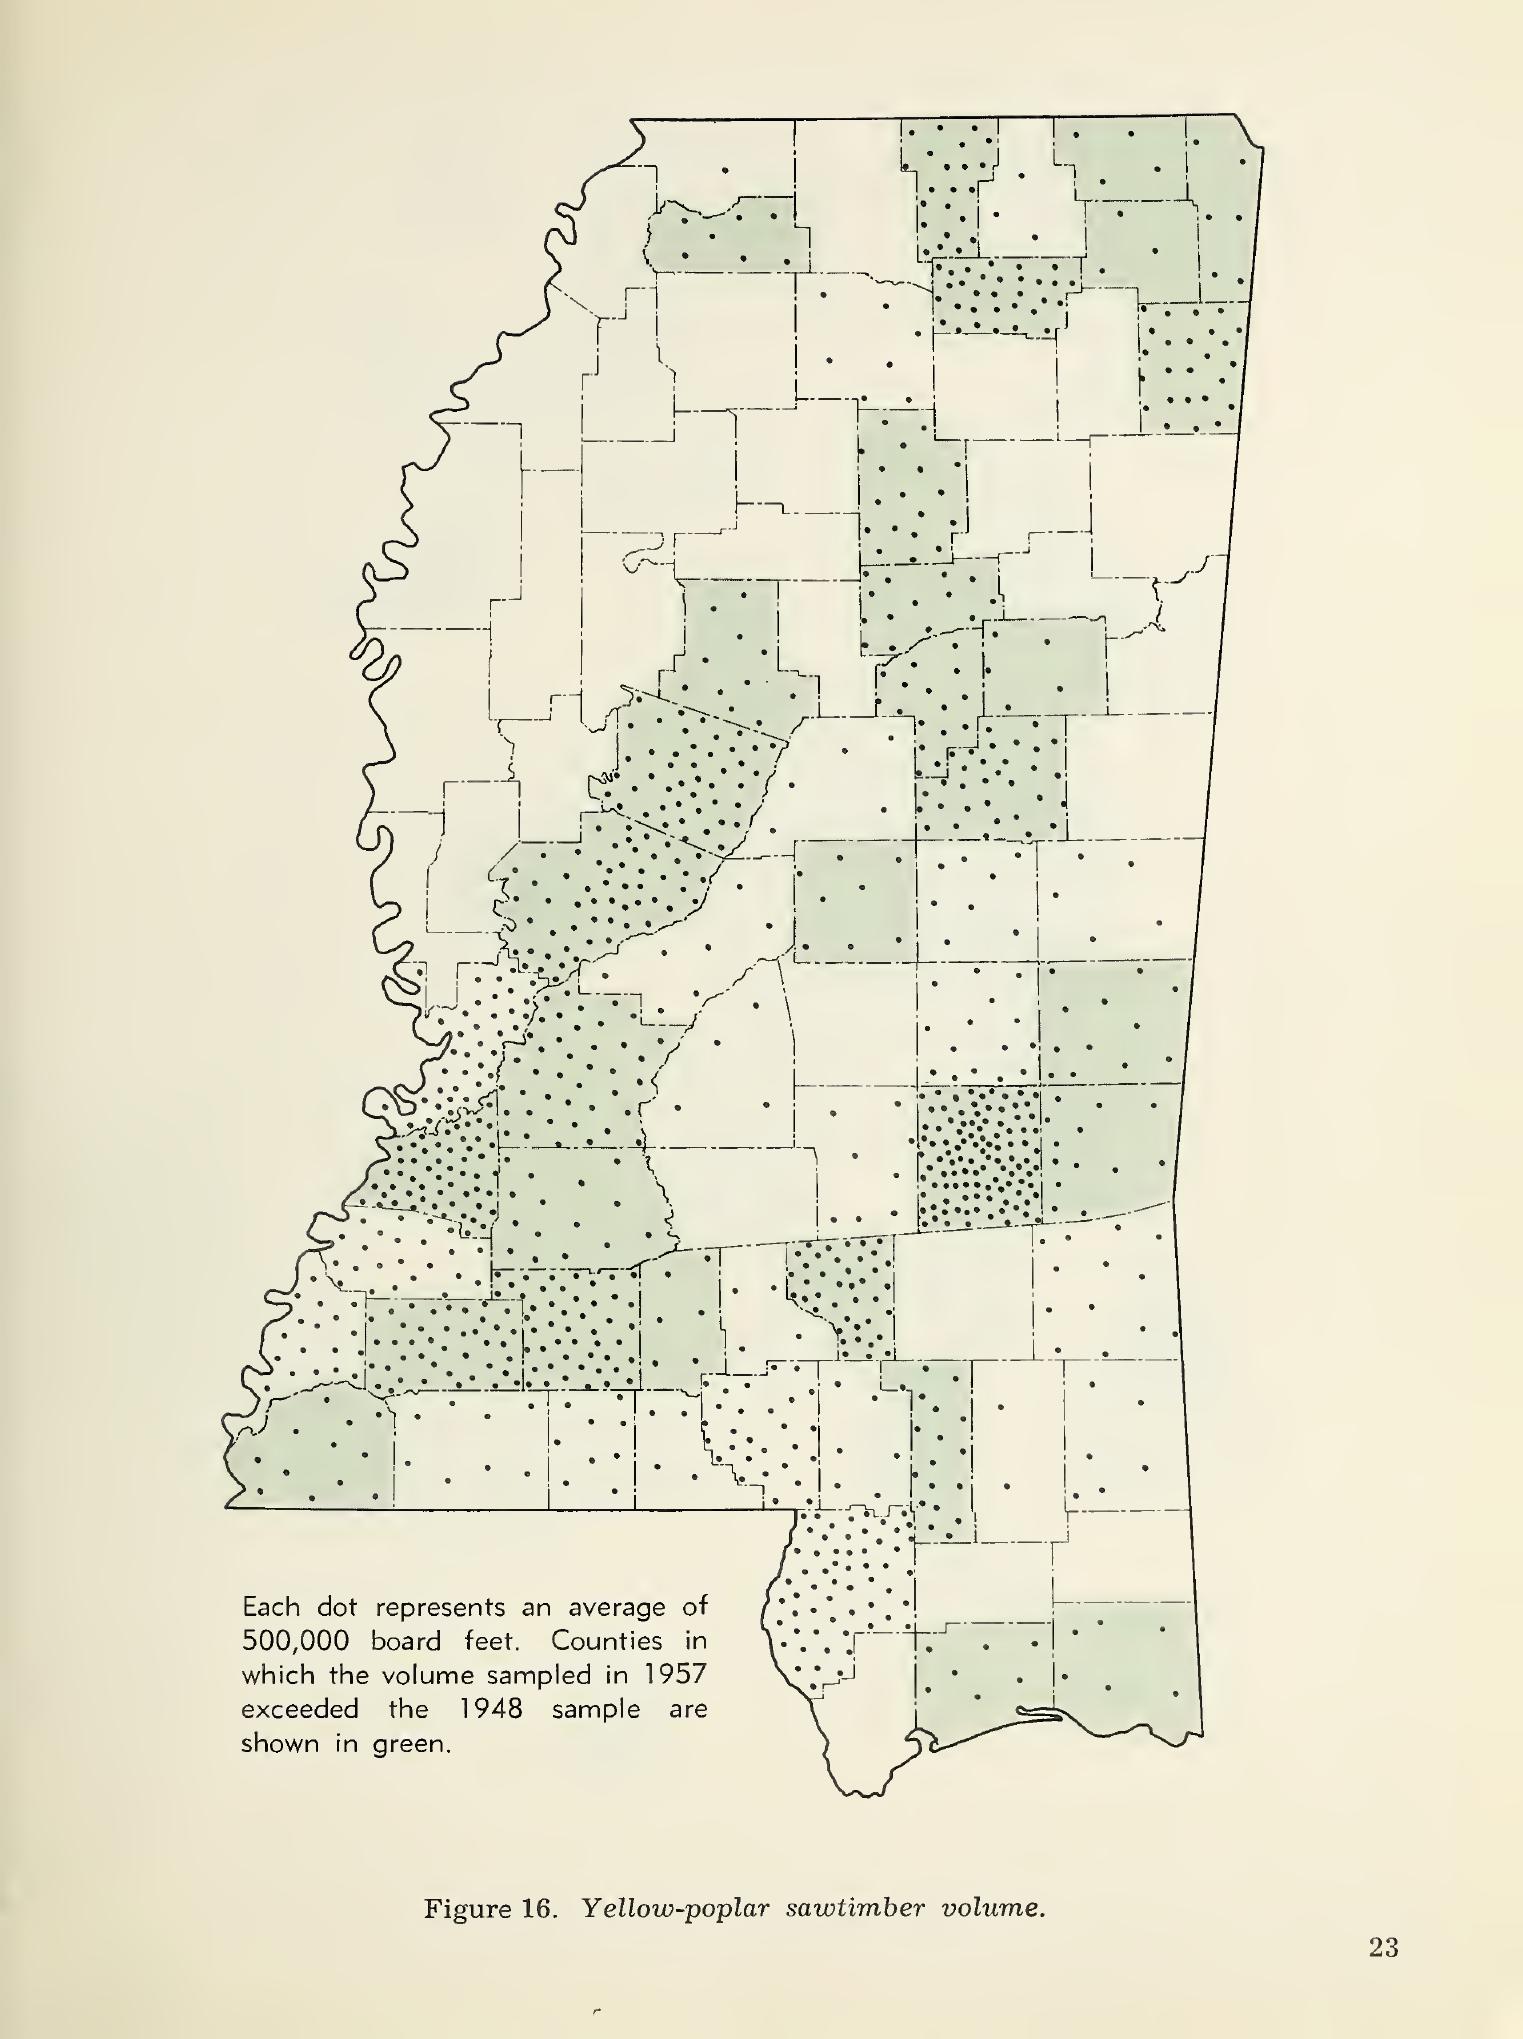 Each dot represents an average of
500,000 board feet. Counties in
which the volume sampled in 1957
exceeded the 1948 sample are
shown in green.
Figure 16. Yellow-poplar sawtimber volume.
23